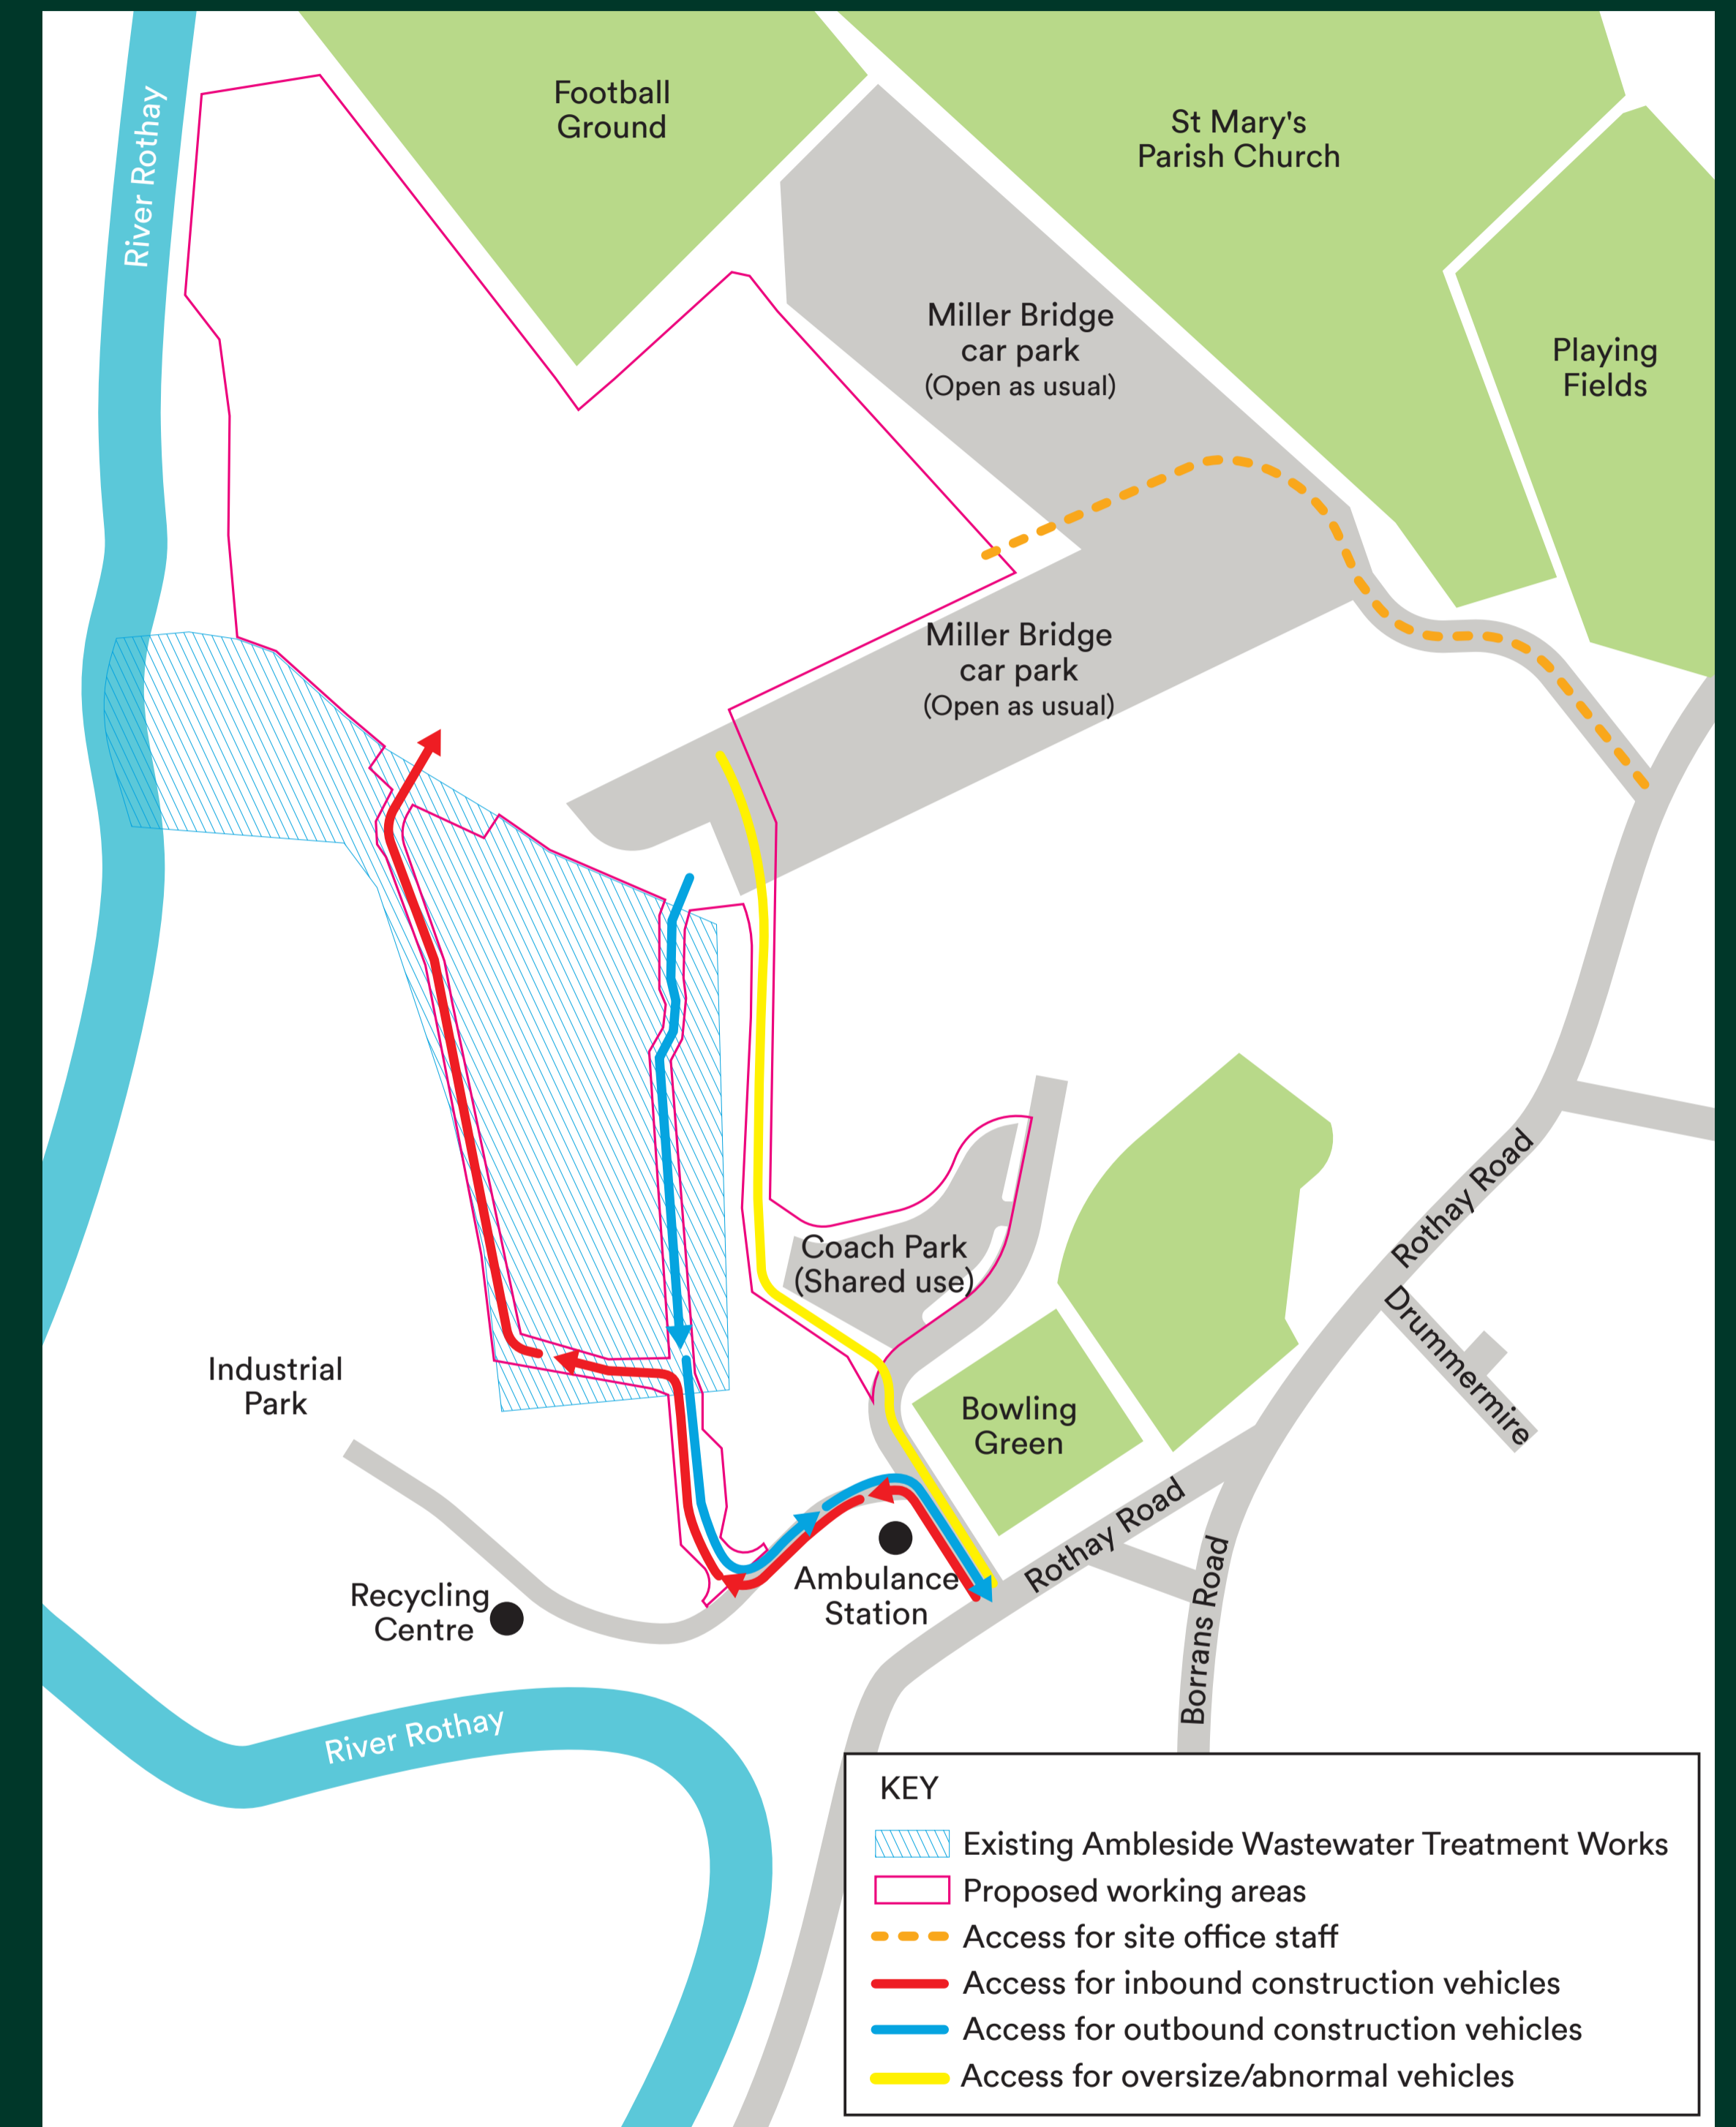 Football
Ground
St Mary's
Parish Church
River Rothay
Miller Bridge
car park
(Open as usual)
Playing
Fields
Miller Bridge
car park
(Open as usual)
Rothay Road
Coach Park
(Shared use)
Drummermire
Industrial
Park
Bowling
Green
Rothay Road
Ambulance
Station
Recycling
Centre
Borrans Road
River Rothay
KEY
Existing Ambleside Wastewater Treatment Works
Proposed working areas
Access for site office staff
Access for inbound construction vehicles
Access for outbound construction vehicles
Access for oversize/abnormal vehicles